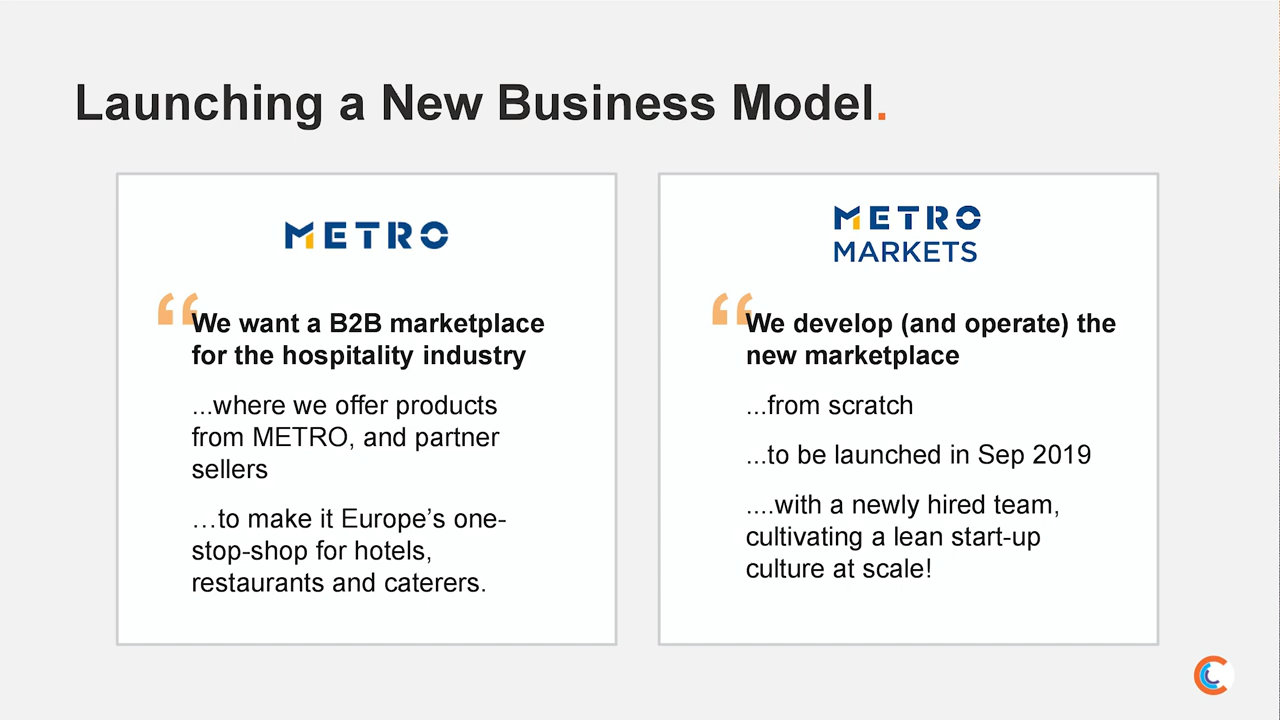 Launching a New Business Model.
METRO
“We want a B2B marketplace
for the hospitality industry
...where we offer products
from METRO, and partner
sellers
…to make it Europe’s one-
stop-shop for hotels,
restaurants and caterers.
METRO
MARKETS
“We develop (and operate) the
new marketplace
...from scratch
...to be launched in Sep 2019
....with a newly hired team,
cultivating a lean start-up
culture at scale!